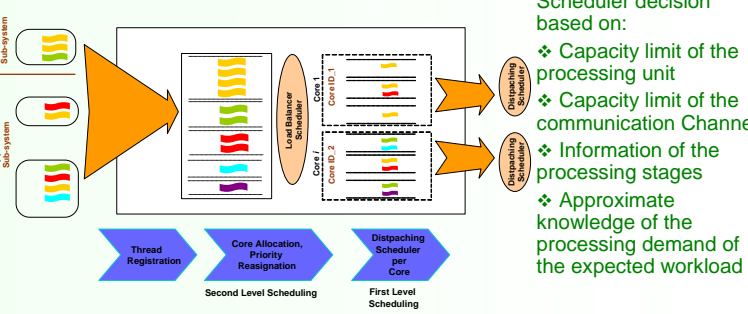 Sub-system
Sub-system
Load Balancer
Scheduler
Core 1
CoreID_1
Core i
Core ID_2
Distpaching
Scheduler
Distpaching
Scheduler
Scheduler decision
based on:
❖ Capacity limit of the
processing unit
❖ Capacity limit of the
communication Channe
❖ Information of the
processing stages
❖ Approximate
knowledge of the
processing demand of
the expected workload
Thread
Registration
Core Allocation,
Priority
Reasignation
Distpaching
Scheduler
per
Core
Second Level Scheduling
First Level
Scheduling